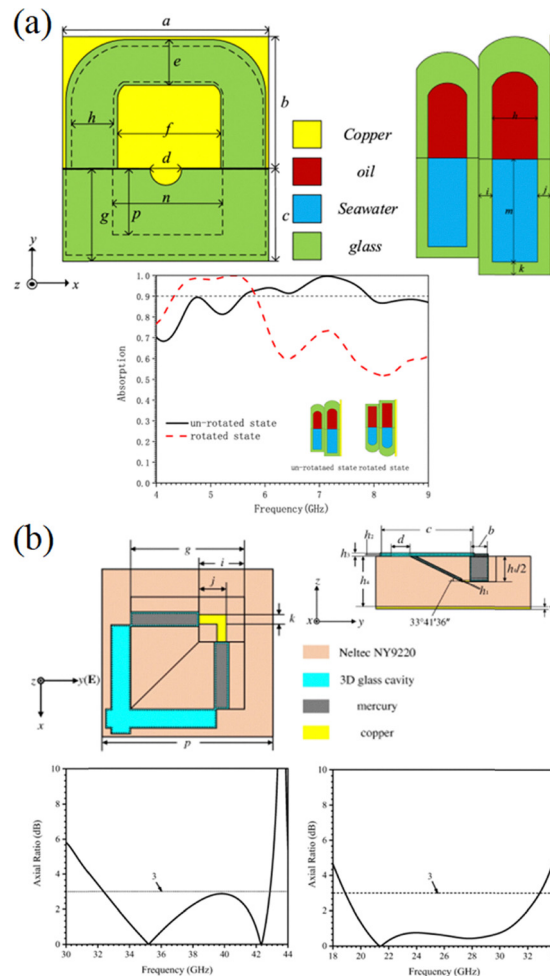 (a)
a
e
b
h
f
d
g
p
n
c
y
z
x
Copper
oil
Seawater
glass
i
m
j
k
1.0
0.9
0.8
0.7
0.6
0.5
0.4
0.3
0.2
0.1
0.0
Absorption
un-rotated state
rotated state
un-rotataed state
rotated state
4
5
6
7
8
9
Frequency(GHz)
(b)
g
i
j
k
z
y(E)
x
p
c
b
d
h2
h3
h4
h1
h4/2
33°41′36″
z
x
y
Neltec NY9220
3D glass cavity
mercury
copper
10
8
6
4
2
0
Axial Ratio (dB)
3
30
32
34
36
38
40
42
44
Frequency (GHz)
10
8
6
4
2
0
Axial Ratio (dB)
3
18
20
22
24
26
28
30
32
Frequency (GHz)